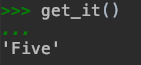 >>> get_it()
...
'Five'